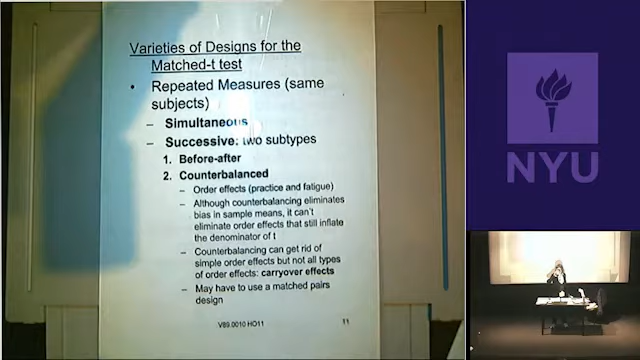 Varieties of Designs for the
Matched-t test
• Repeated Measures (same
subjects)
– Simultaneous
– Successive: two subtypes
1. Before-after
2. Counterbalanced
– Order effects (practice and fatigue)
– Although counterbalancing eliminates
bias in sample means, it can't
eliminate order effects that still inflate
the denominator of t
– Counterbalancing can get rid of
simple order effects but not all types
of order effects: carryover effects
– May have to use a matched pairs
design
V89.0010 HO11 11
NYU